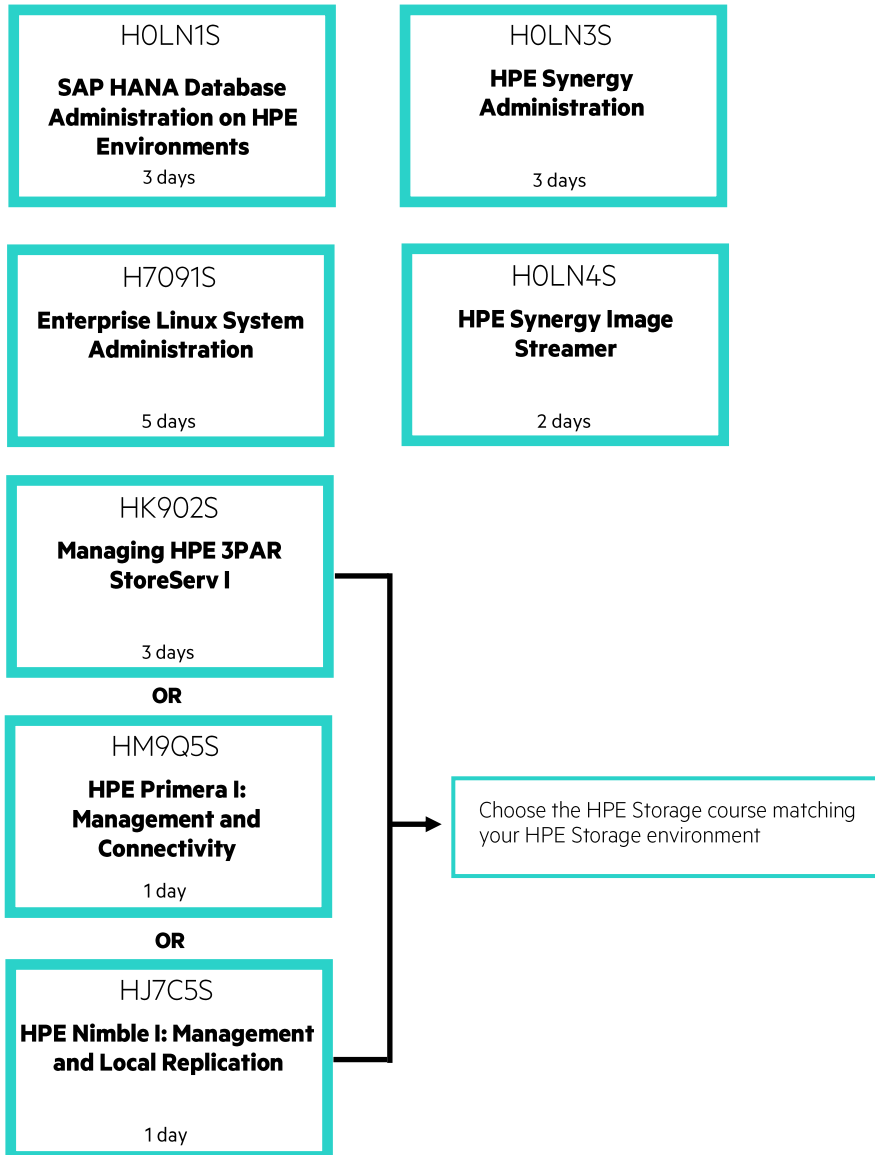 H0LN1S
SAP HANA Database
Administration on HPE
Environments
3 days
H0LN3S
HPE Synergy
Administration
3 days
H7091S
Enterprise Linux System
Administration
5 days
H0LN4S
HPE Synergy Image
Streamer
2 days
HK902S
Managing HPE 3PAR
StoreServ I
3 days
OR
HM9Q5S
HPE Primera I:
Management and
Connectivity
1 day
Choose the HPE Storage course matching
your HPE Storage environment
OR
HJ7C5S
HPE Nimble I: Management
and Local Replication
1 day